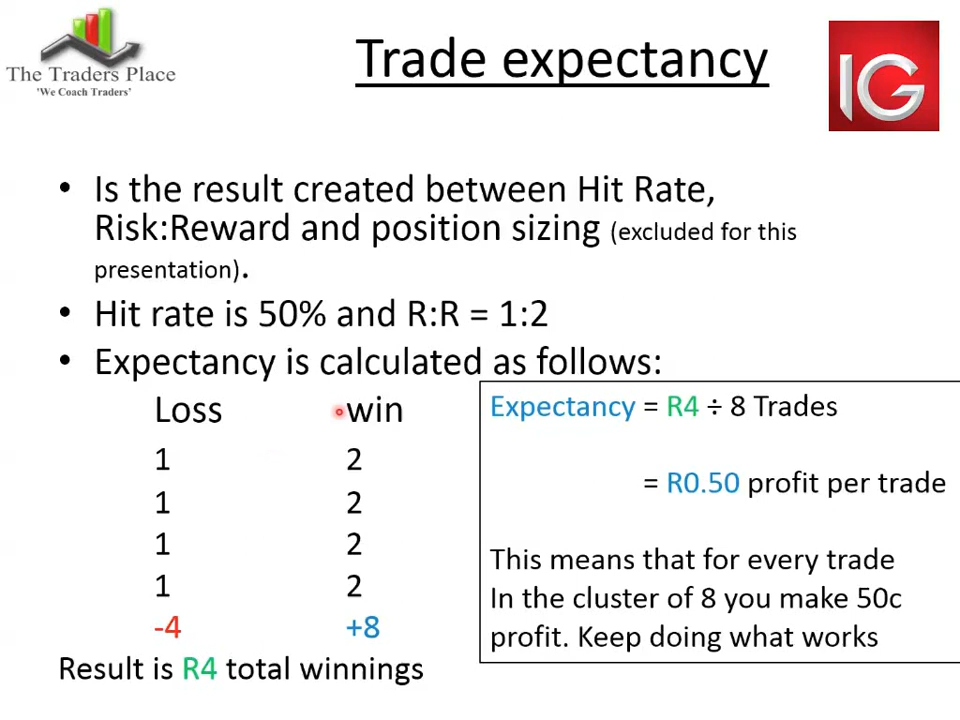 The Traders Place
'We Coach Traders'
Trade expectancy
IG
• Is the result created between Hit Rate,
Risk:Reward and position sizing (excluded for this
presentation).
• Hit rate is 50% and R:R = 1:2
• Expectancy is calculated as follows:
Loss win
1 2
1 2
1 2
1 2
-4 +8
Result is R4 total winnings
Expectancy = R4 ÷ 8 Trades
= R0.50 profit per trade
This means that for every trade
In the cluster of 8 you make 50c
profit. Keep doing what works